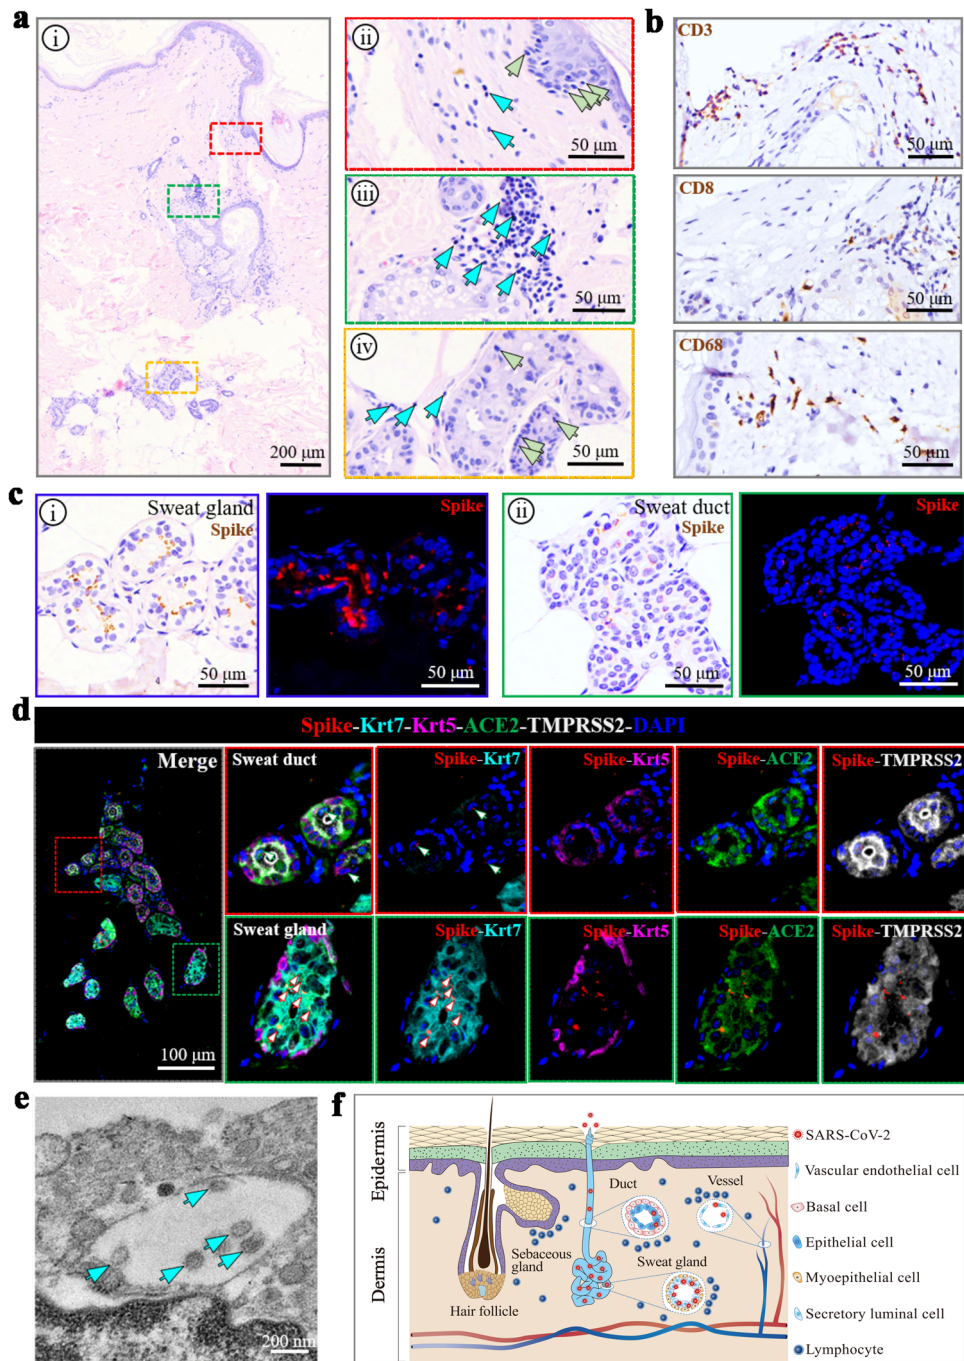 a
i
200 μm
ii
50 μm
iii
50 μm
iv
50 μm
b
CD3
50 μm
CD8
50 μm
CD68
50 μm
c
i
Sweat gland
Spike
50 μm
Spike
50 μm
ii
Sweat duct
Spike
50 μm
Spike
50 μm
d
Spike-Krt7-Krt5-ACE2-TMPRSS2-DAPI
Merge
100 μm
Sweat duct
Spike-Krt7
Spike-Krt5
Spike-ACE2
Spike-TMPRSS2
Sweat gland
Spike-Krt7
Spike-Krt5
Spike-ACE2
Spike-TMPRSS2
e
200 nm
f
Epidermis
Dermis
Hair follicle
Sebaceous
gland
Duct
Sweat gland
Vessel
SARS-CoV-2
Vascular endothelial cell
Basal cell
Epithelial cell
Myoepithelial cell
Secretory luminal cell
Lymphocyte